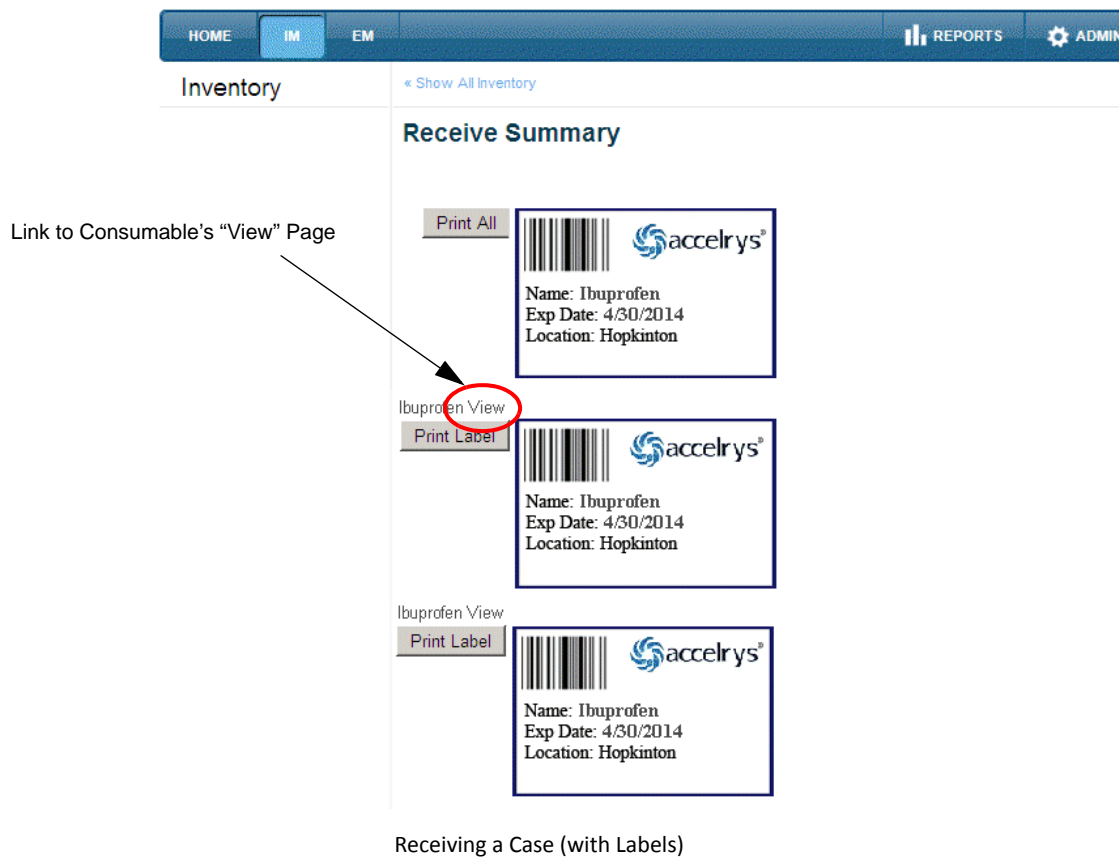 HOME IM EM REPORTS ADMIN
Inventory
« Show All Inventory
Receive Summary
Link to Consumable’s “View” Page
Print All
accelrys®
Name: Ibuprofen
Exp Date: 4/30/2014
Location: Hopkinton
Ibuprofen View
Print Label
accelrys®
Name: Ibuprofen
Exp Date: 4/30/2014
Location: Hopkinton
Ibuprofen View
Print Label
accelrys®
Name: Ibuprofen
Exp Date: 4/30/2014
Location: Hopkinton
Receiving a Case (with Labels)